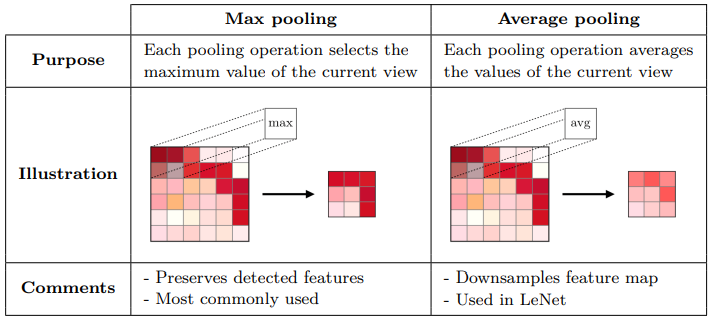 Max pooling
Average pooling
Purpose
Each pooling operation selects the
maximum value of the current view
Each pooling operation averages
the values of the current view
Illustration
max
avg
Comments
- Preserves detected features
- Most commonly used
- Downsamples feature map
- Used in LeNet